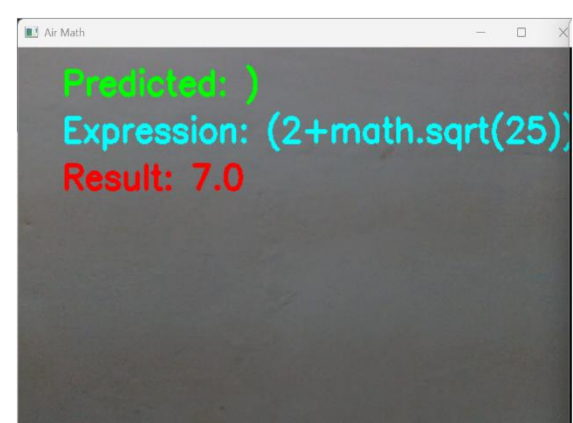 Air Math
Predicted: )
Expression: (2+math.sqrt(25))
Result: 7.0